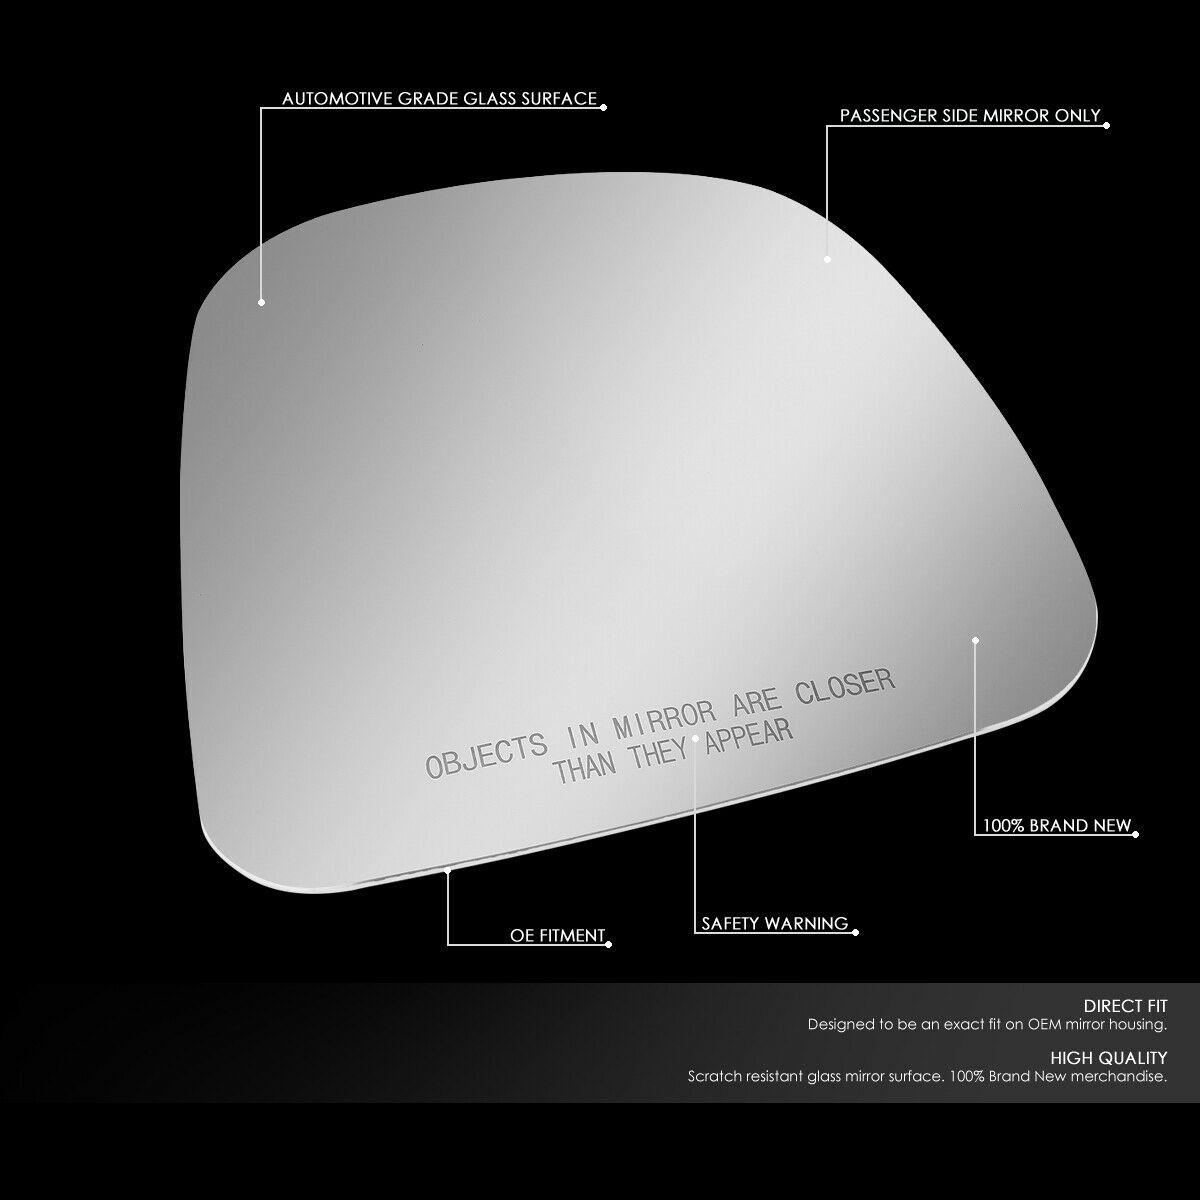 AUTOMOTIVE GRADE GLASS SURFACE
PASSENGER SIDE MIRROR ONLY
OBJECTS IN MIRROR ARE CLOSER
THAN THEY APPEAR
100% BRAND NEW
SAFETY WARNING
OE FITMENT
DIRECT FIT
Designed to be an exact fit on OEM mirror housing.
HIGH QUALITY
Scratch resistant glass mirror surface. 100% Brand New merchandise.